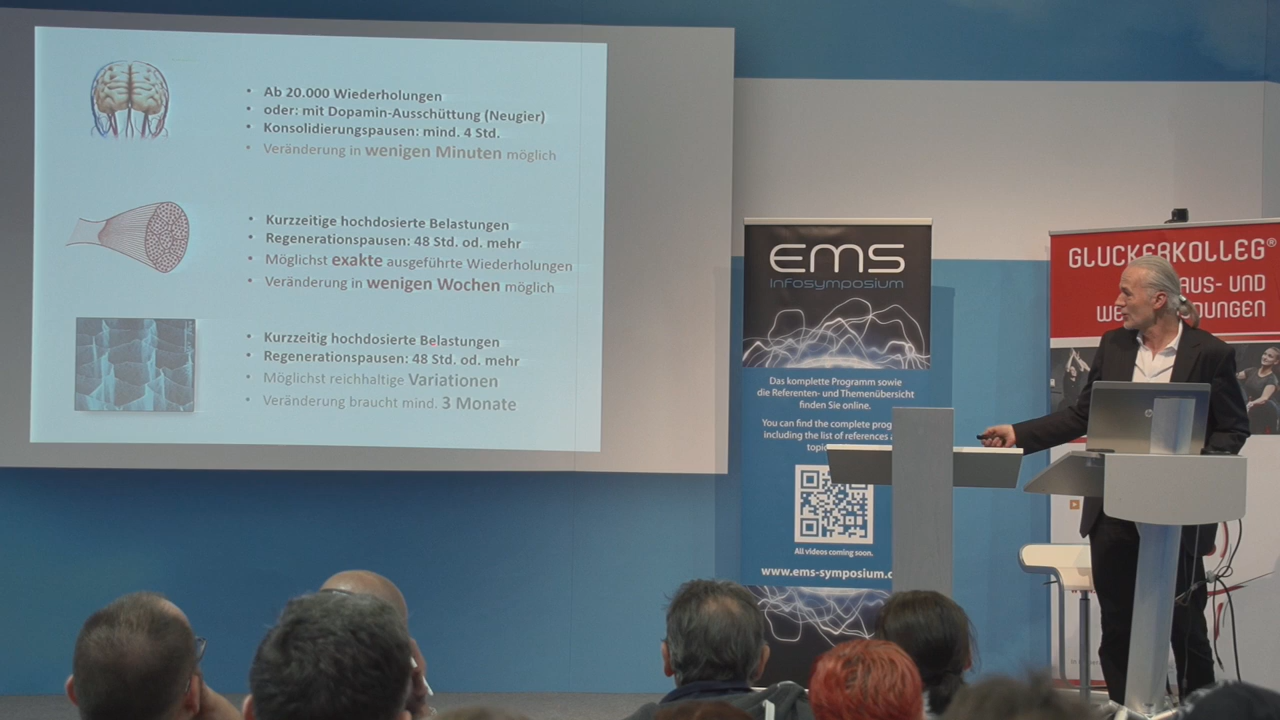 Ab 20.000 Wiederholungen
oder: mit Dopamin-Ausschüttung (Neugier)
Konsolidierungspausen: mind. 4 Std.
Veränderung in wenigen Minuten möglich
Kurzzeitige hochdosierte Belastungen
Regenerationspausen: 48 Std. od. mehr
Möglichst exakte ausgeführte Wiederholungen
Veränderung in wenigen Wochen möglich
Kurzzeitig hochdosierte Belastungen
Regenerationspausen: 48 Std. od. mehr
Möglichst reichhaltige Variationen
Veränderung braucht mind. 3 Monate
EMS
Infosymposium
Das komplette Programm sowie
die Referenten- und Themenübersicht
finden Sie online.
You can find the complete
including the list of references
All videos coming soon.
www.ems-symposium.
GLUCKERKOLLEG®
AUS- UND